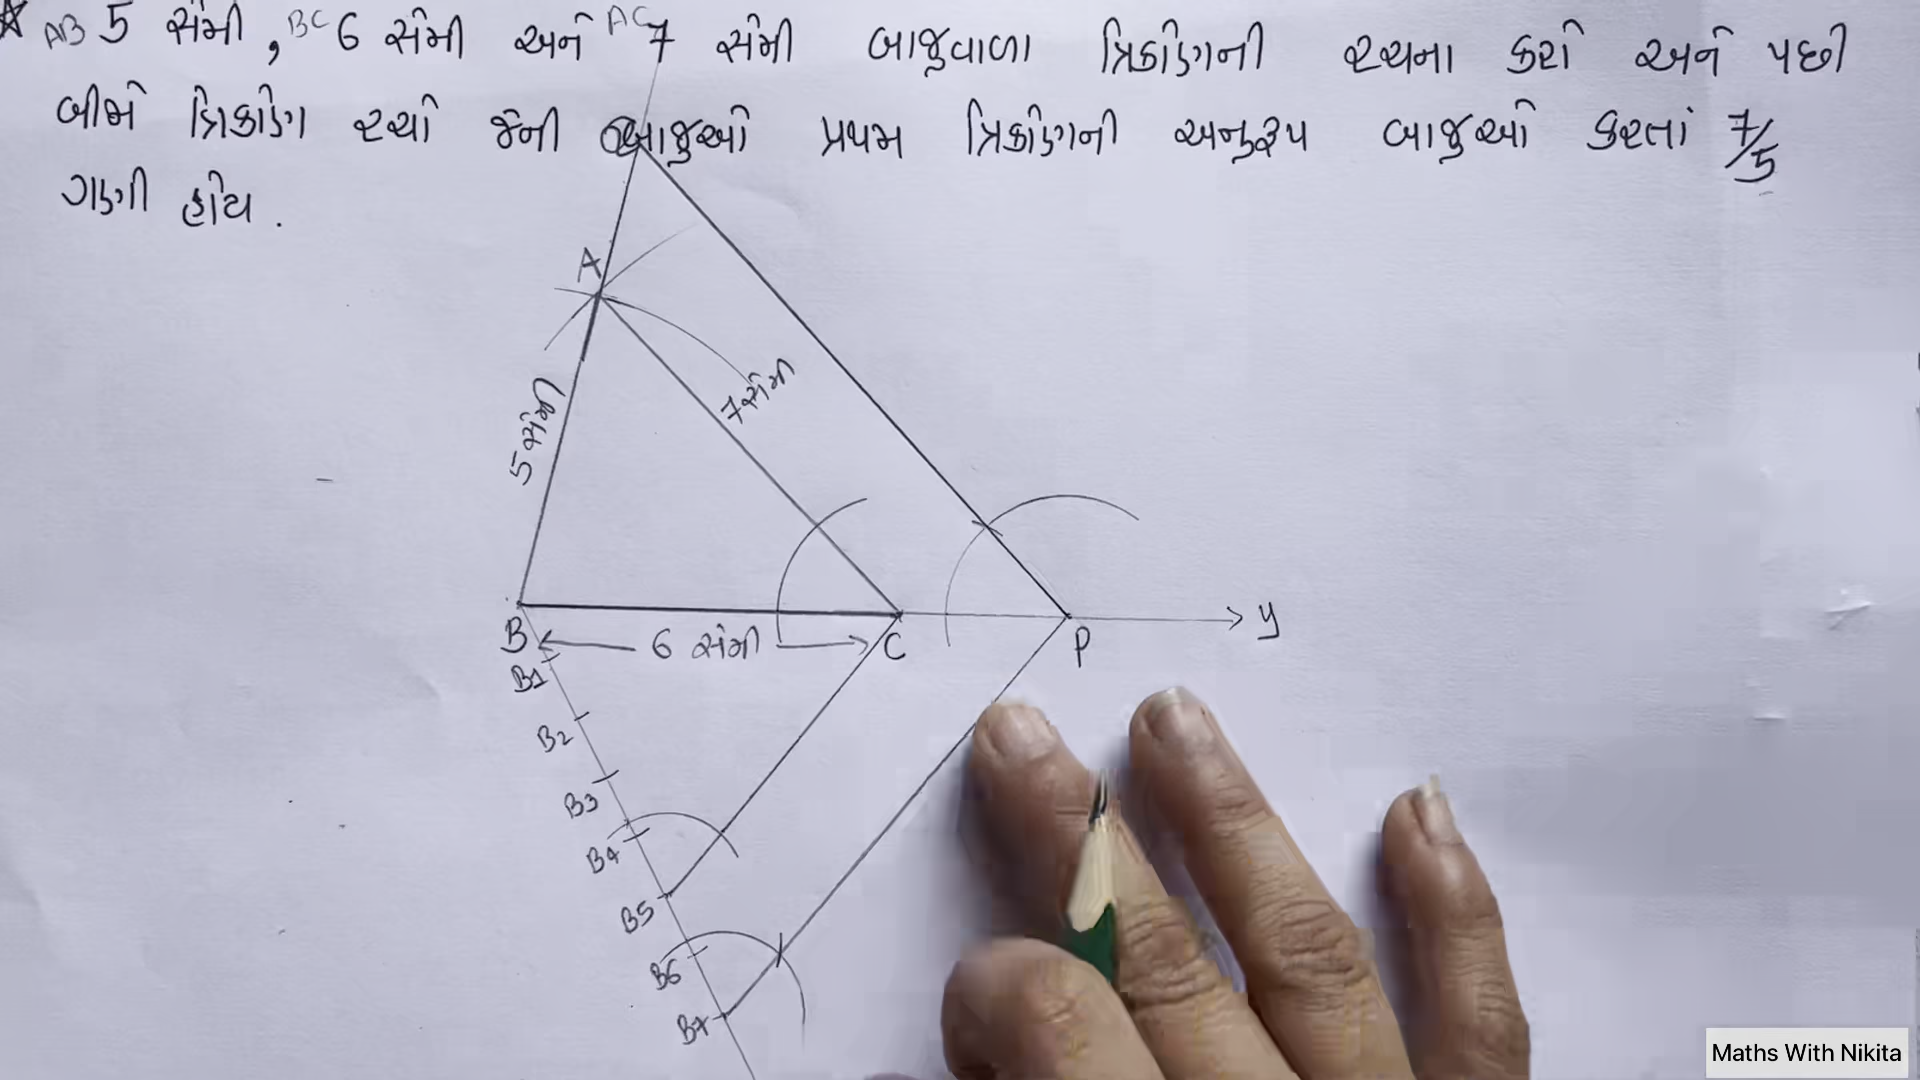 ☆ AB 5 સેમી , BC 6 સેમી અને AC 7 સેમી બાજુવાળા ત્રિકોણની રચના કરો અને પછી
બીજો ત્રિકોણ રચો જેની બાજુઓ પ્રથમ ત્રિકોણની અનુરૂપ બાજુઓ કરતાં 7/5
ગણી હોય .
A
5 સેમી
7 સેમી
B
6 સેમી
C
P
y
B1
B2
B3
B4
B5
B6
B7
Maths With Nikita